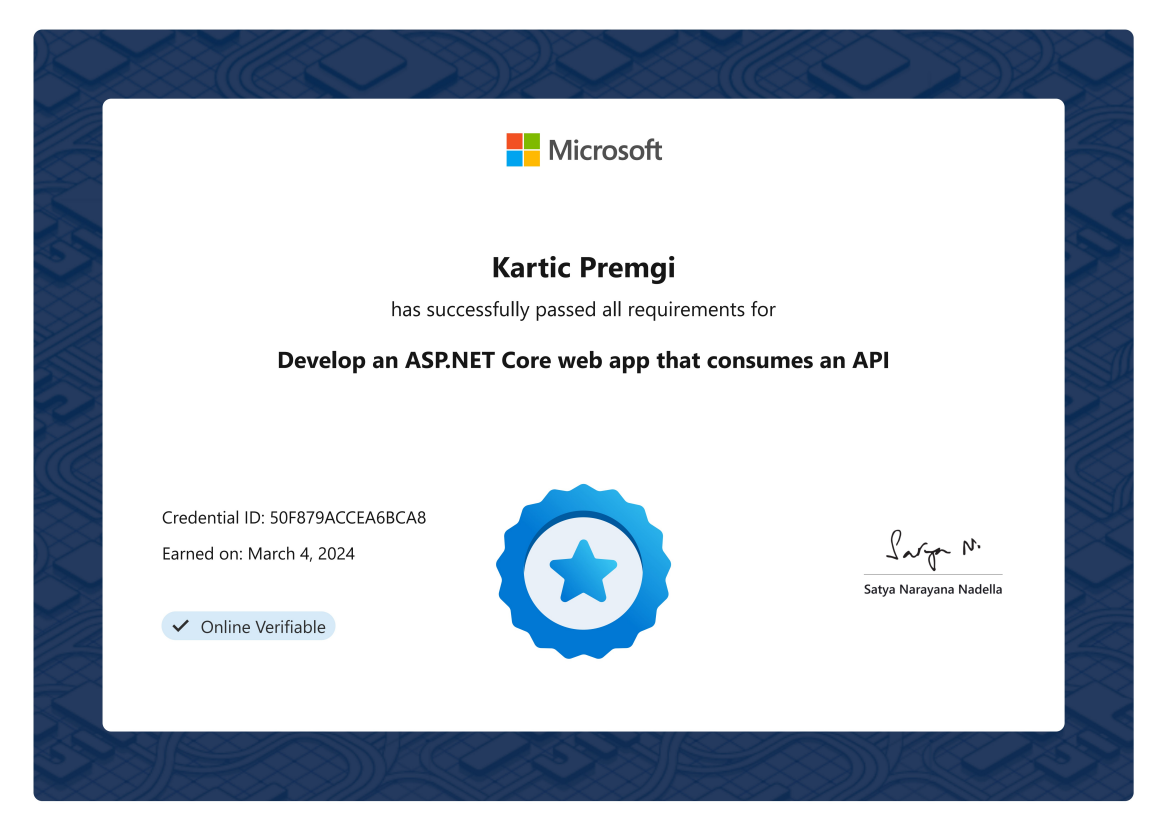 Microsoft
Kartic Premgi
has successfully passed all requirements for
Develop an ASP.NET Core web app that consumes an API
Credential ID: 50F879ACCEA6BCA8
Earned on: March 4, 2024
Online Verifiable
Satya N.
Satya Narayana Nadella